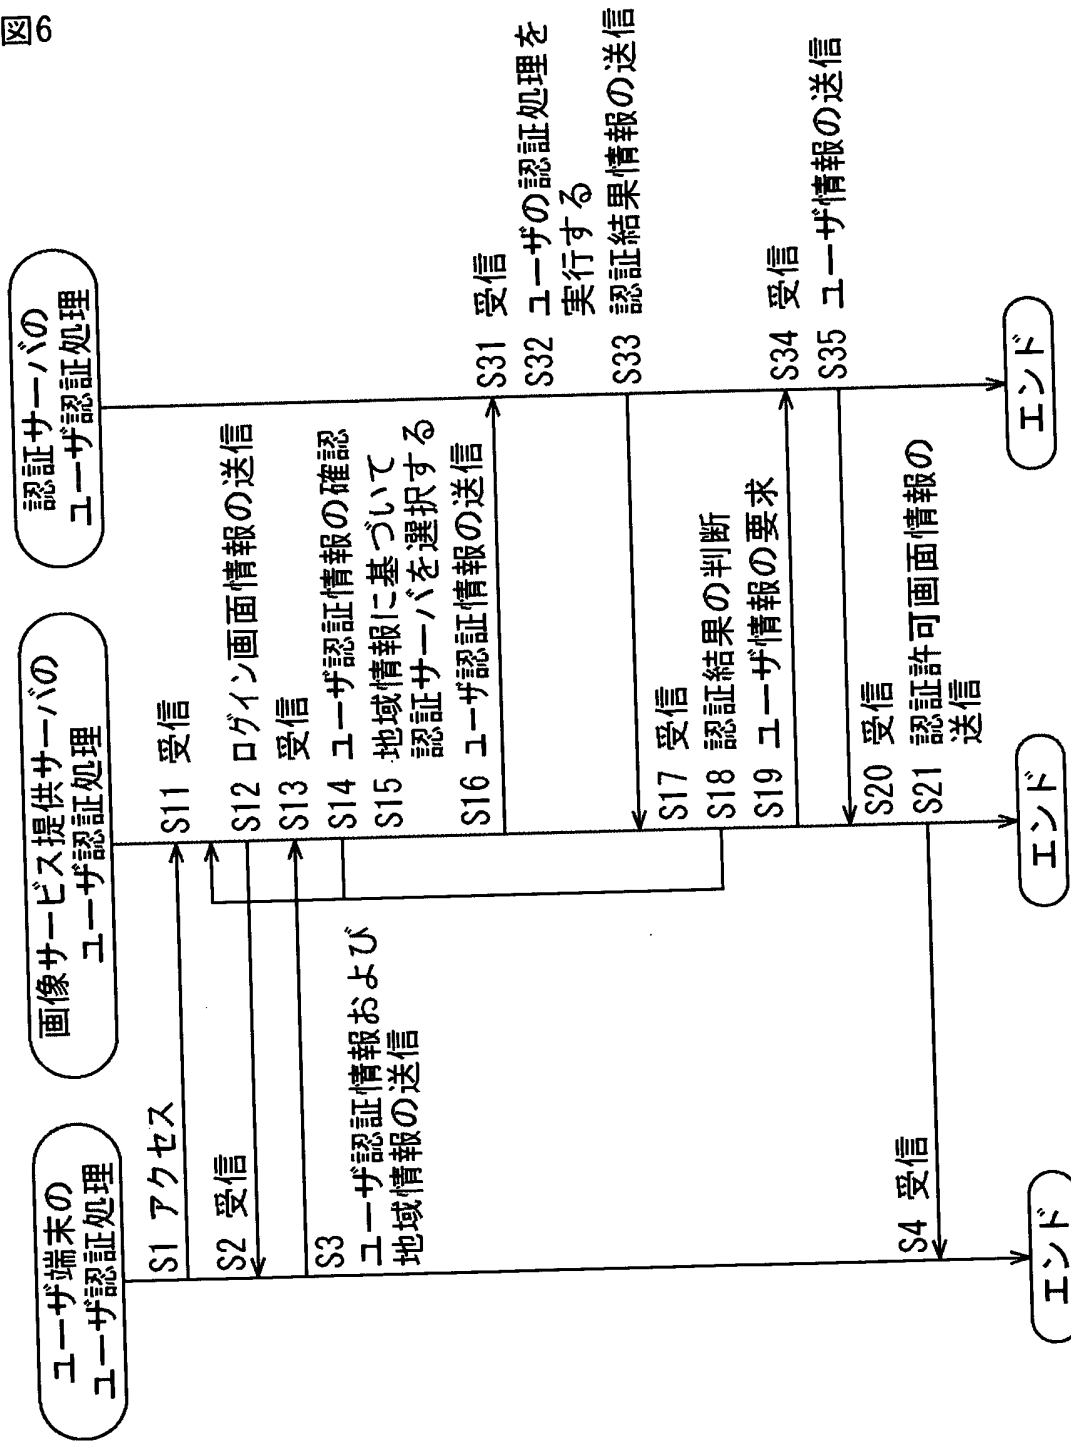 図6
ユーザ端末の
ユーザ認証処理
画像サービス提供サーバの
ユーザ認証処理
認証サーバの
ユーザ認証処理
S1 アクセス
S11 受信
S12 ログイン画面情報の送信
S2 受信
S3
ユーザ認証情報および
地域情報の送信
S13 受信
S14 ユーザ認証情報の確認
S15 地域情報に基づいて
認証サーバを選択する
S16 ユーザ認証情報の送信
S31 受信
S32 ユーザの認証処理を
実行する
S33 認証結果情報の送信
S17 受信
S18 認証結果の判断
S19 ユーザ情報の要求
S34 受信
S35 ユーザ情報の送信
S20 受信
S21 認証許可画面情報の
送信
S4 受信
エンド
エンド
エンド